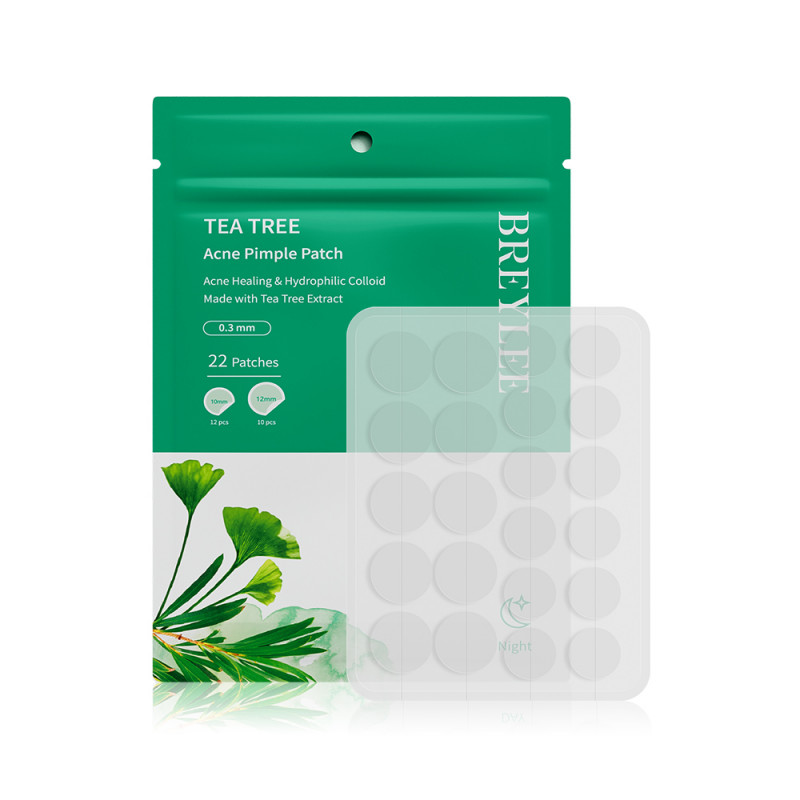 TEA TREE
Acne Pimple Patch
Acne Healing & Hydrophilic Colloid
Made with Tea Tree Extract
0.3 mm
22 Patches
10mm
12mm
12 pcs
10 pcs
BREYLEE
Night